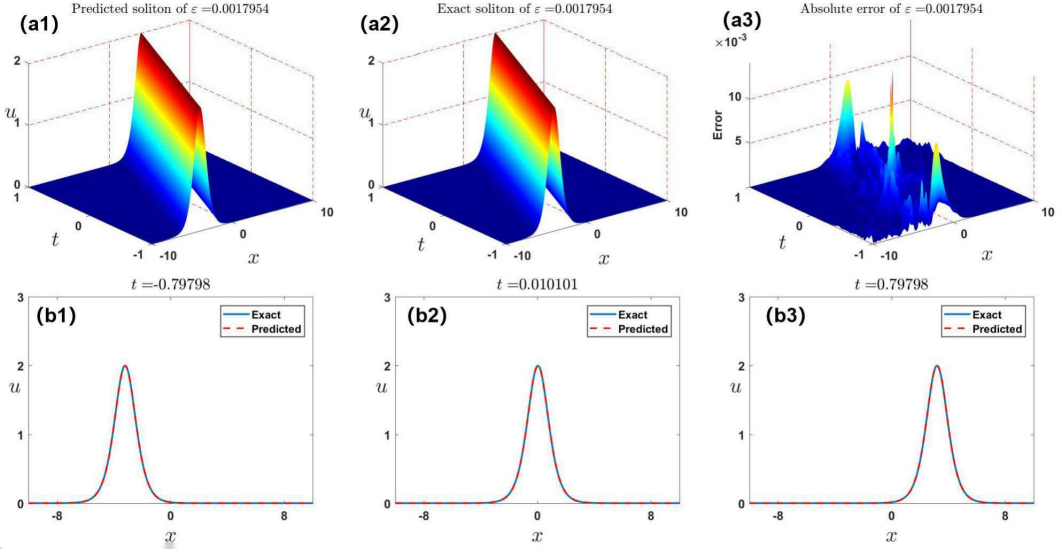 Predicted soliton of ε =0.0017954
(a1)
2
1
0
u
1
0
-1
t
-10
0
10
x
Exact soliton of ε =0.0017954
(a2)
2
1
0
u
1
0
-1
t
-10
0
10
x
Absolute error of ε =0.0017954
(a3)
×10⁻³
10
5
Error
1
0
-1
t
-10
0
10
x
t =-0.79798
(b1)
Exact
Predicted
3
2
1
0
u
-8
0
8
x
t =0.010101
(b2)
Exact
Predicted
3
2
1
0
u
-8
0
8
x
t =0.79798
(b3)
Exact
Predicted
3
2
1
0
u
-8
0
8
x